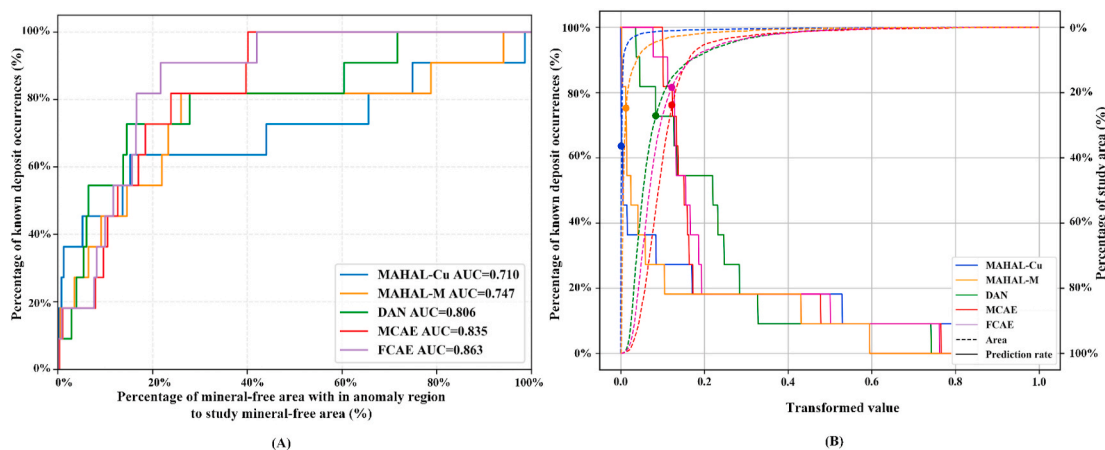 100%
80%
60%
40%
20%
0%
Percentage of known deposit occurrences (%)
0%
20%
40%
60%
80%
100%
Percentage of mineral-free area with in anomaly region
to study mineral-free area (%)
MAHAL-Cu AUC=0.710
MAHAL-M AUC=0.747
DAN AUC=0.806
MCAE AUC=0.835
FCAE AUC=0.863
(A)
100%
80%
60%
40%
20%
0%
Percentage of known deposit occurrences (%)
0%
20%
40%
60%
80%
100%
Percentage of study area (%)
0.0
0.2
0.4
0.6
0.8
1.0
Transformed value
MAHAL-Cu
MAHAL-M
DAN
MCAE
FCAE
Area
Prediction rate
(B)